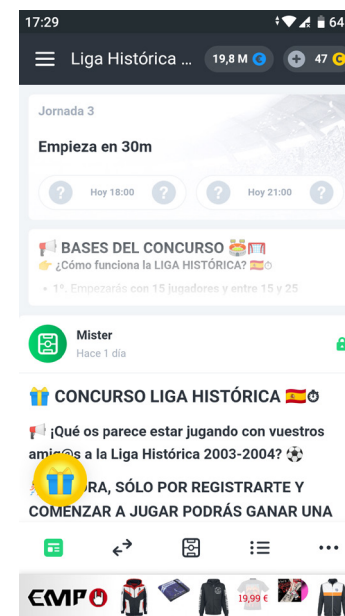 17:29
64
Liga Histórica ...
19,8 M
47
Jornada 3
Empieza en 30m
? Hoy 18:00 ?
? Hoy 21:00 ?
BASES DEL CONCURSO
¿Cómo funciona la LIGA HISTÓRICA?
• 1ª. Empezarás con 15 jugadores y entre 15 y 25
Mister
Hace 1 día
CONCURSO LIGA HISTÓRICA
¡Qué os parece estar jugando con vuestros
amig@s a la Liga Histórica 2003-2004?
RA, SÓLO POR REGISTRARTE Y
COMENZAR A JUGAR PODRÁS GANAR UNA
EMP
19,99 €